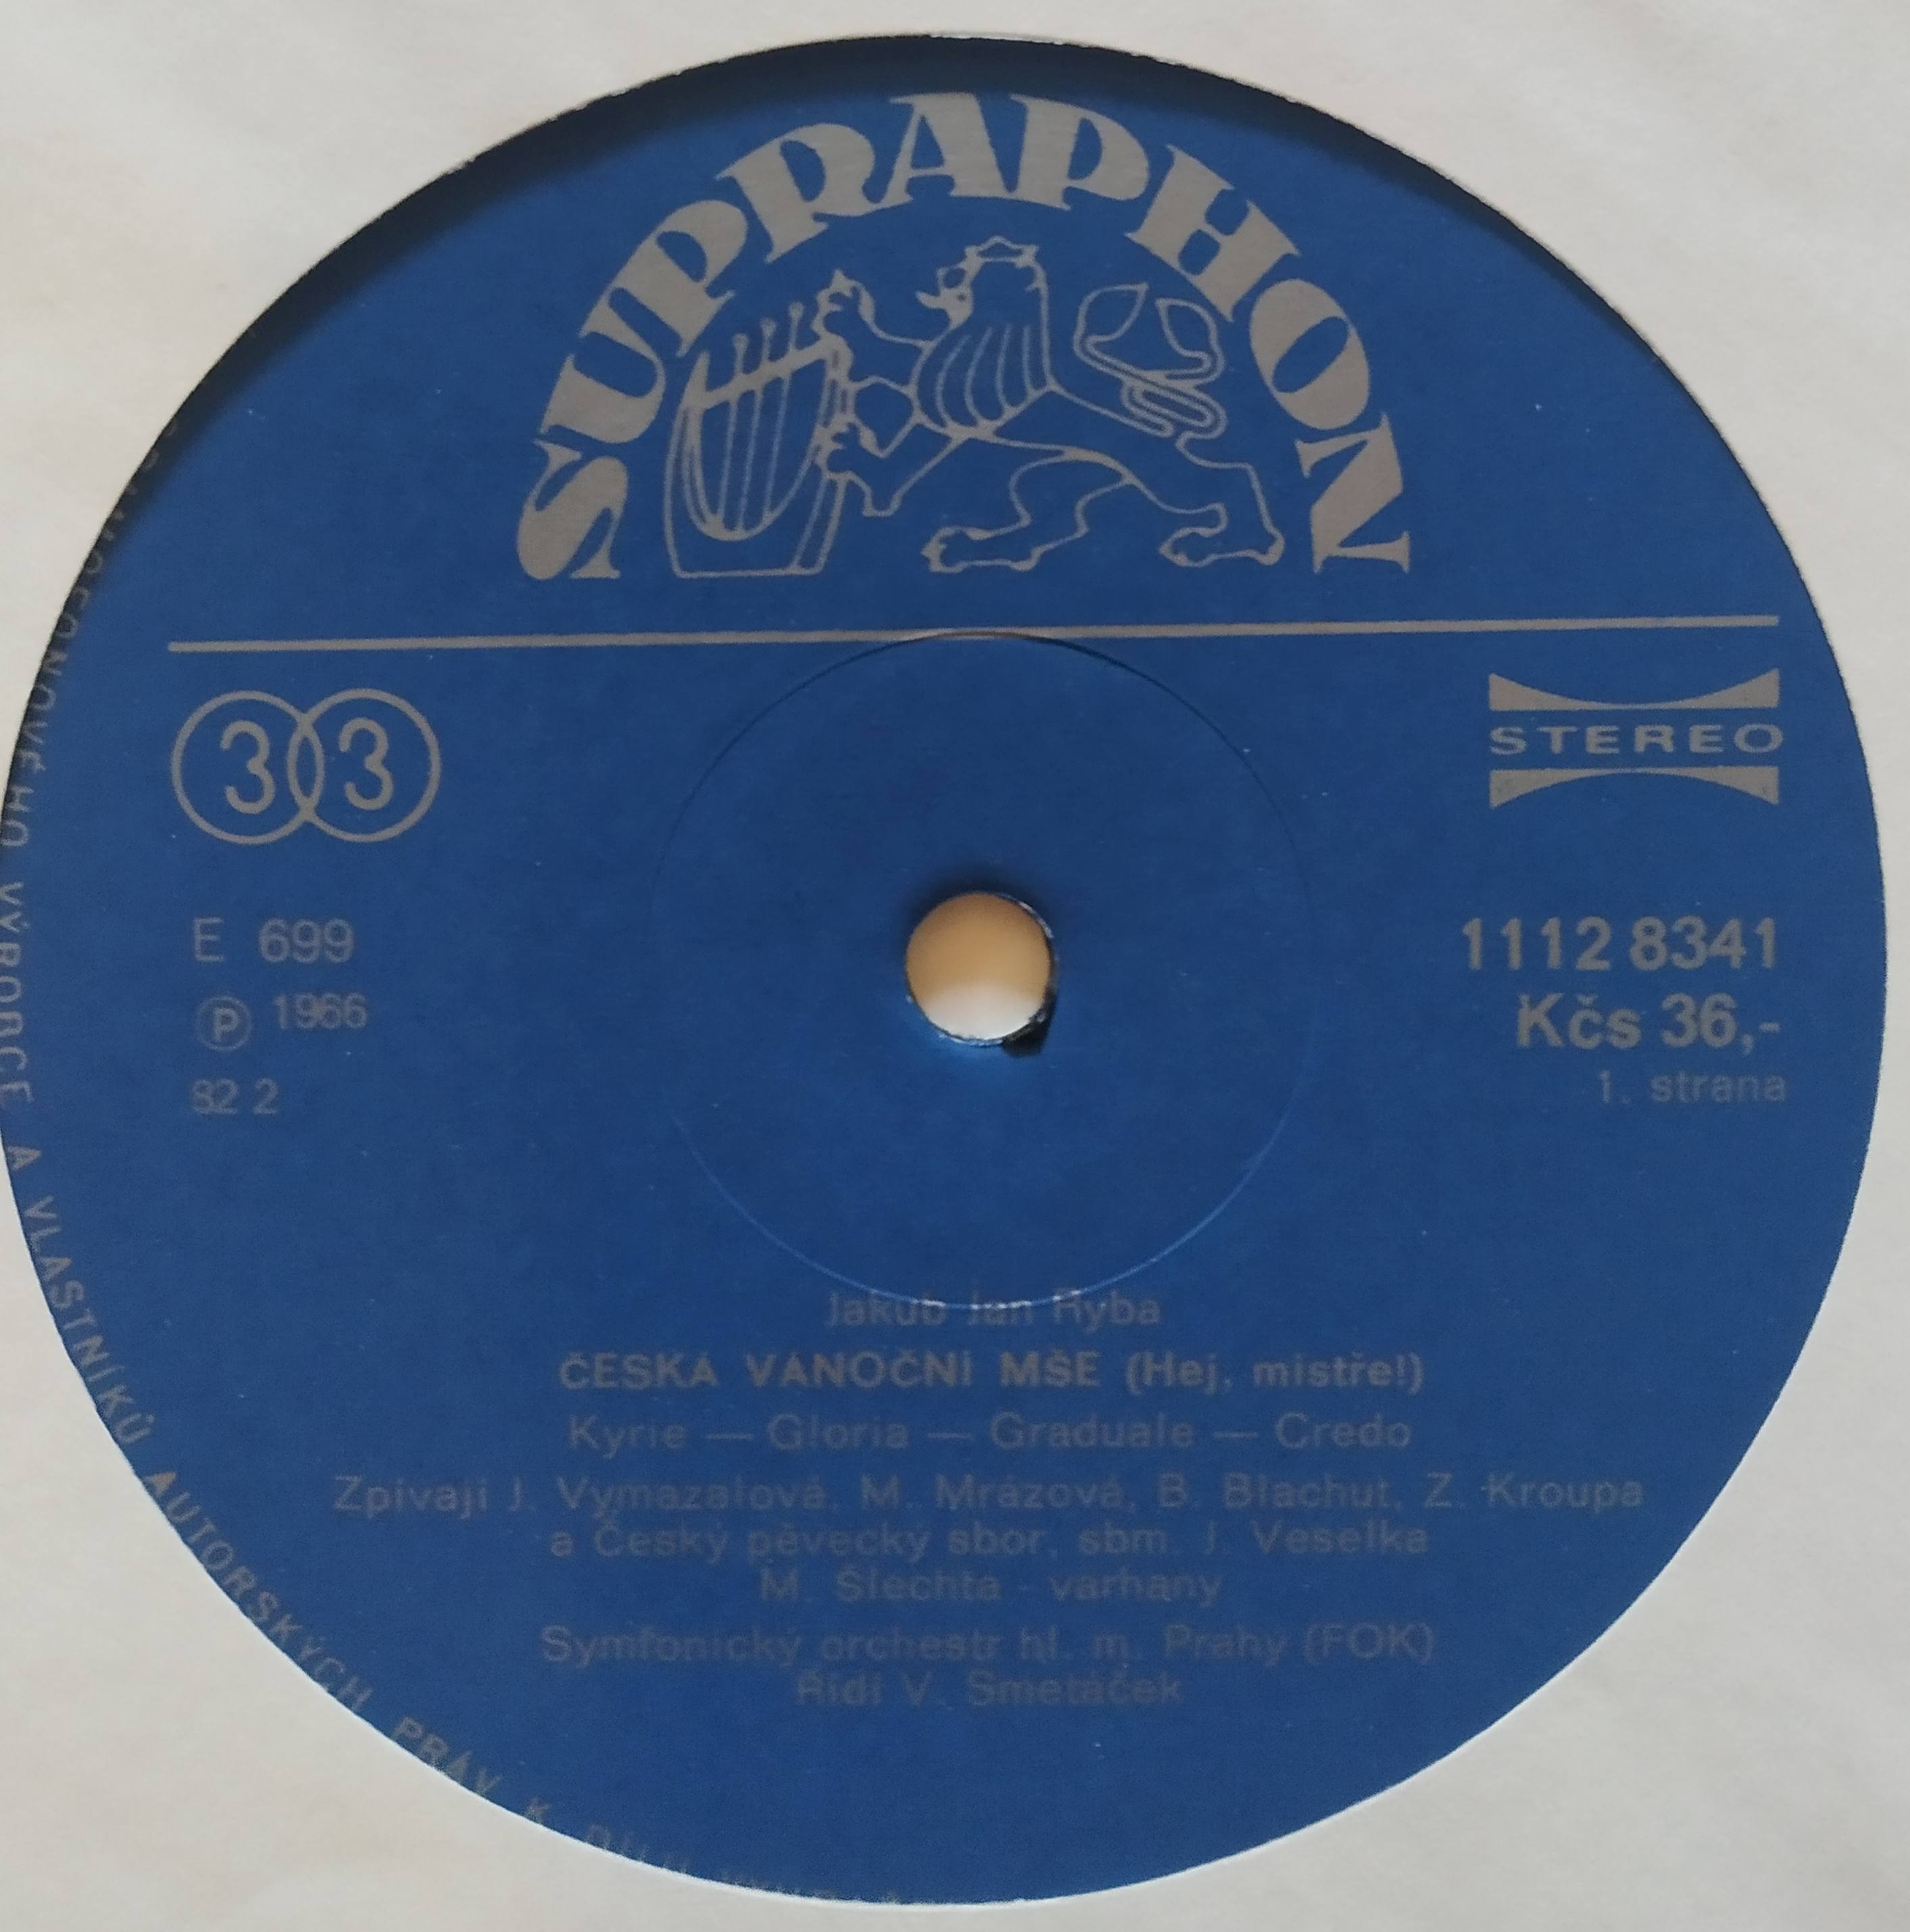 SUPRAPHON
33
STEREO
E 699
1112 8341
Ⓟ 1966
Kčs 36,-
82 2
1. strana
Jakub Jan Ryba
ČESKÁ VÁNOČNÍ MŠE (Hej, mistře!)
Kyrie — Gloria — Graduale — Credo
Zpívají J. Vymazalová, M. Mrázová, B. Blachut, Z. Kroupa
a Český pěvecký sbor, sbm. J. Veselka
M. Šlechta - varhany
Symfonický orchestr hl. m. Prahy (FOK)
Řídí V. Smetáček
VÝROBCE A VLASTNÍKŮ AUTORSKÝCH PRÁV K DÍLU